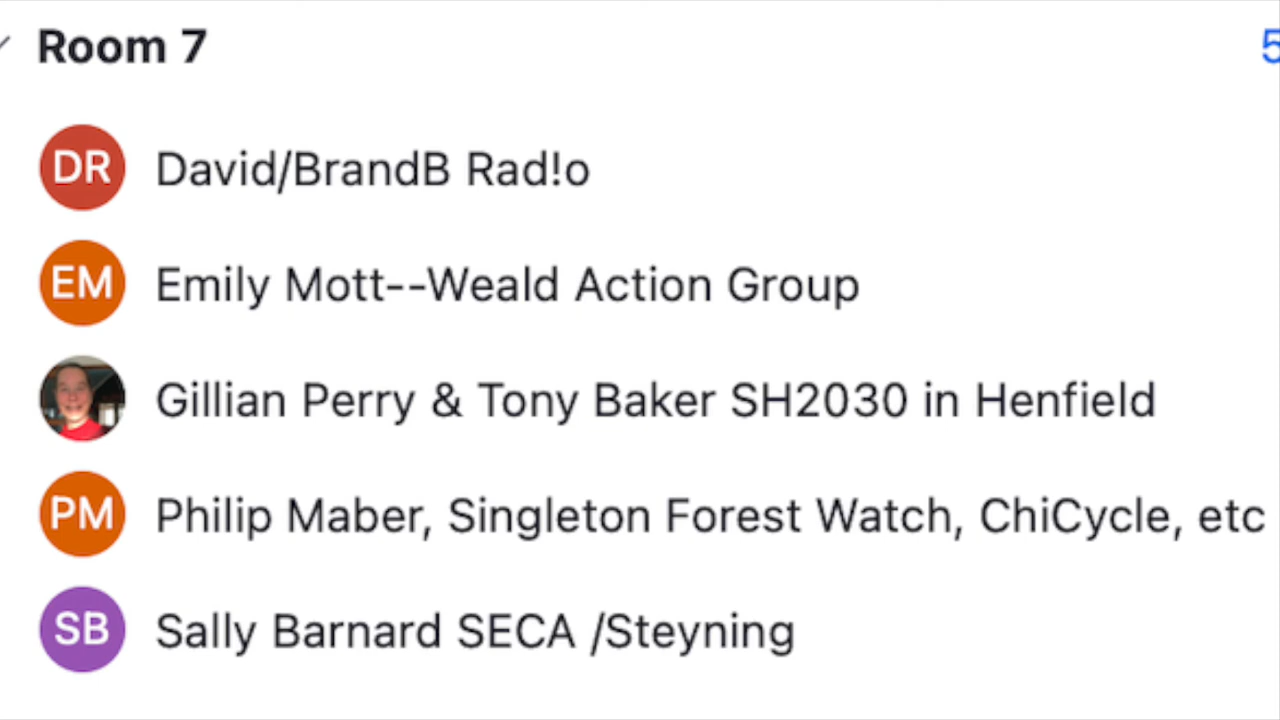 Room 7 5
DR David/BrandB Rad!o
EM Emily Mott--Weald Action Group
Gillian Perry & Tony Baker SH2030 in Henfield
PM Philip Maber, Singleton Forest Watch, ChiCycle, etc
SB Sally Barnard SECA /Steyning